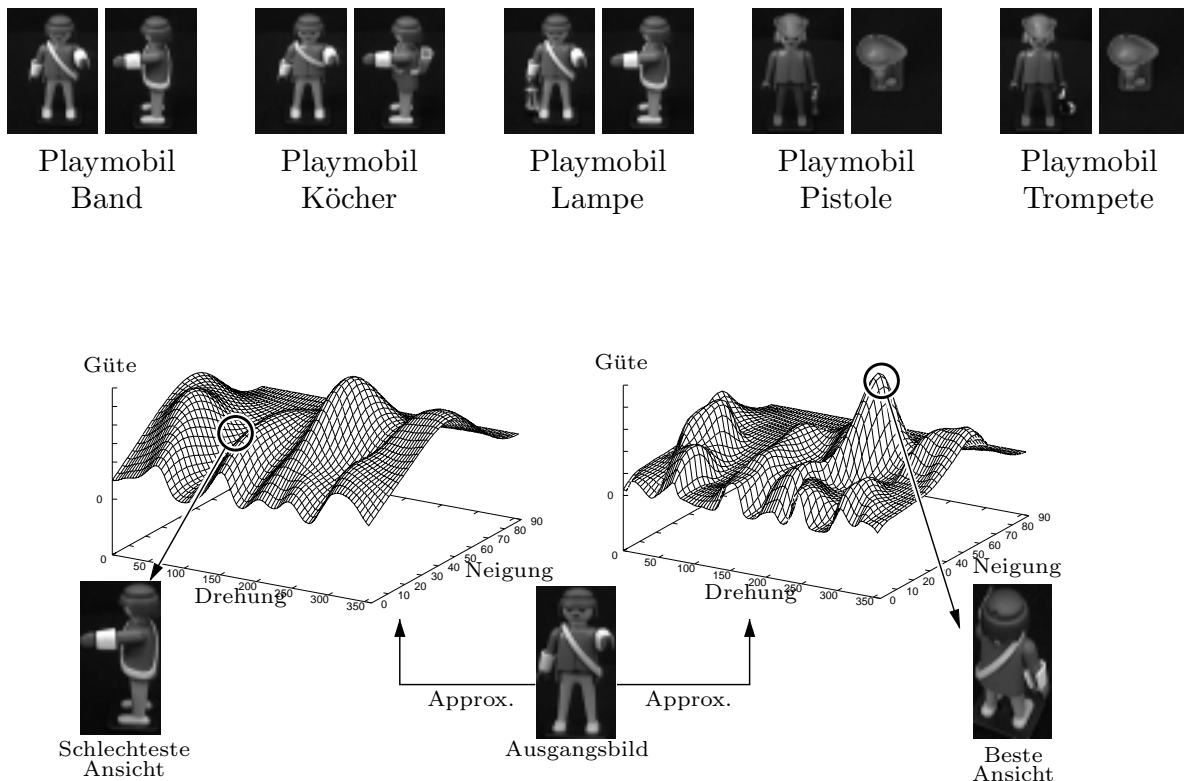 Playmobil
Band
Playmobil
Köcher
Playmobil
Lampe
Playmobil
Pistole
Playmobil
Trompete
Güte
0
0
50
100
150
200
250
300
350
0
10
20
30
40
50
60
70
80
90
Drehung
Neigung
Güte
0
0
50
100
150
200
250
300
350
0
10
20
0
40
50
60
70
80
90
Drehung
Neigung
Approx.
Approx.
Schlechteste
Ansicht
Ausgangsbild
Beste
Ansicht